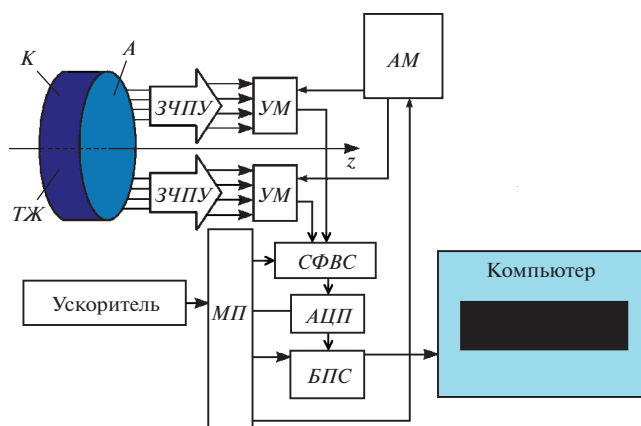 К
А
АМ
ЗЧПУ
УМ
z
ЗЧПУ
УМ
ТЖ
СФВС
Компьютер
Ускоритель
МП
АЦП
БПС